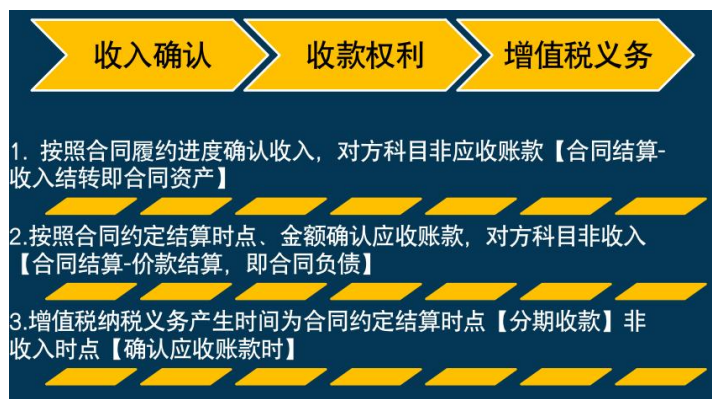 收入确认
收款权利
增值税义务
1. 按照合同履约进度确认收入，对方科目非应收账款【合同结算-
收入结转即合同资产】
2.按照合同约定结算时点、金额确认应收账款，对方科目非收入
【合同结算-价款结算，即合同负债】
3.增值税纳税义务产生时间为合同约定结算时点【分期收款】非
收入时点【确认应收账款时】